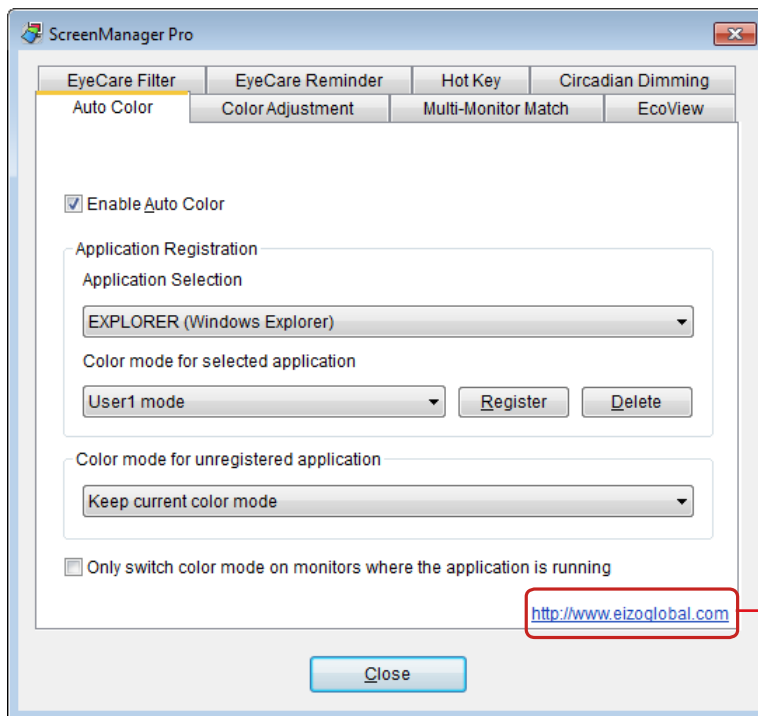 ScreenManager Pro
EyeCare Filter EyeCare Reminder Hot Key Circadian Dimming
Auto Color Color Adjustment Multi-Monitor Match EcoView
Enable Auto Color
Application Registration
Application Selection
EXPLORER (Windows Explorer)
Color mode for selected application
User1 mode Register Delete
Color mode for unregistered application
Keep current color mode
Only switch color mode on monitors where the application is running
http://www.eizoglobal.com
Close